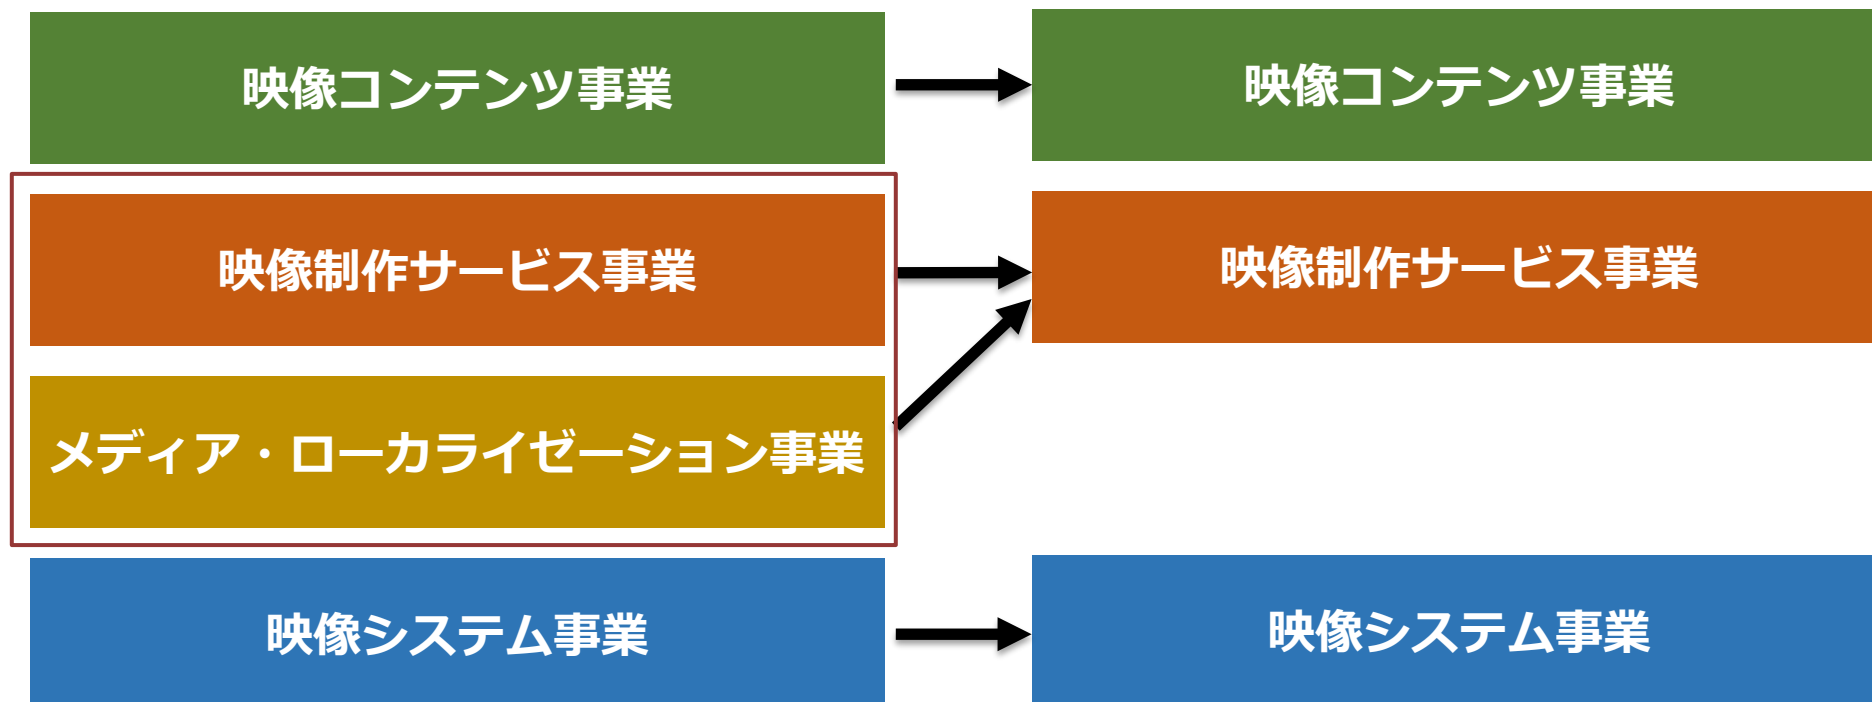 映像コンテンツ事業
映像コンテンツ事業
映像制作サービス事業
映像制作サービス事業
メディア・ローカライゼーション事業
映像システム事業
映像システム事業